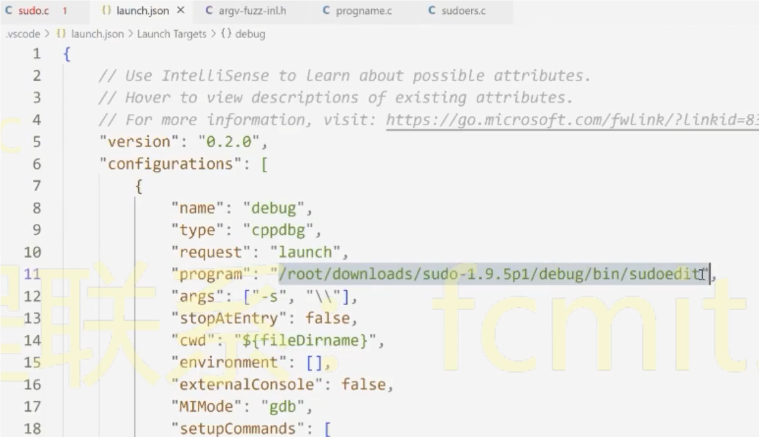 sudo.c 1 launch.json argv-fuzz-inl.h progname.c sudoers.c
.vscode > launch.json > Launch Targets > {} debug
1 {
2 // Use IntelliSense to learn about possible attributes.
3 // Hover to view descriptions of existing attributes.
4 // For more information, visit: https://go.microsoft.com/fwlink/?linkid=83
5 "version": "0.2.0",
6 "configurations": [
7 {
8 "name": "debug",
9 "type": "cppdbg",
10 "request": "launch",
11 "program": "/root/downloads/sudo-1.9.5p1/debug/bin/sudoedit",
12 "args": ["-s", "\\"],
13 "stopAtEntry": false,
14 "cwd": "${fileDirname}",
15 "environment": [],
16 "externalConsole": false,
17 "MIMode": "gdb",
18 "setupCommands": [
联系: fcmit.